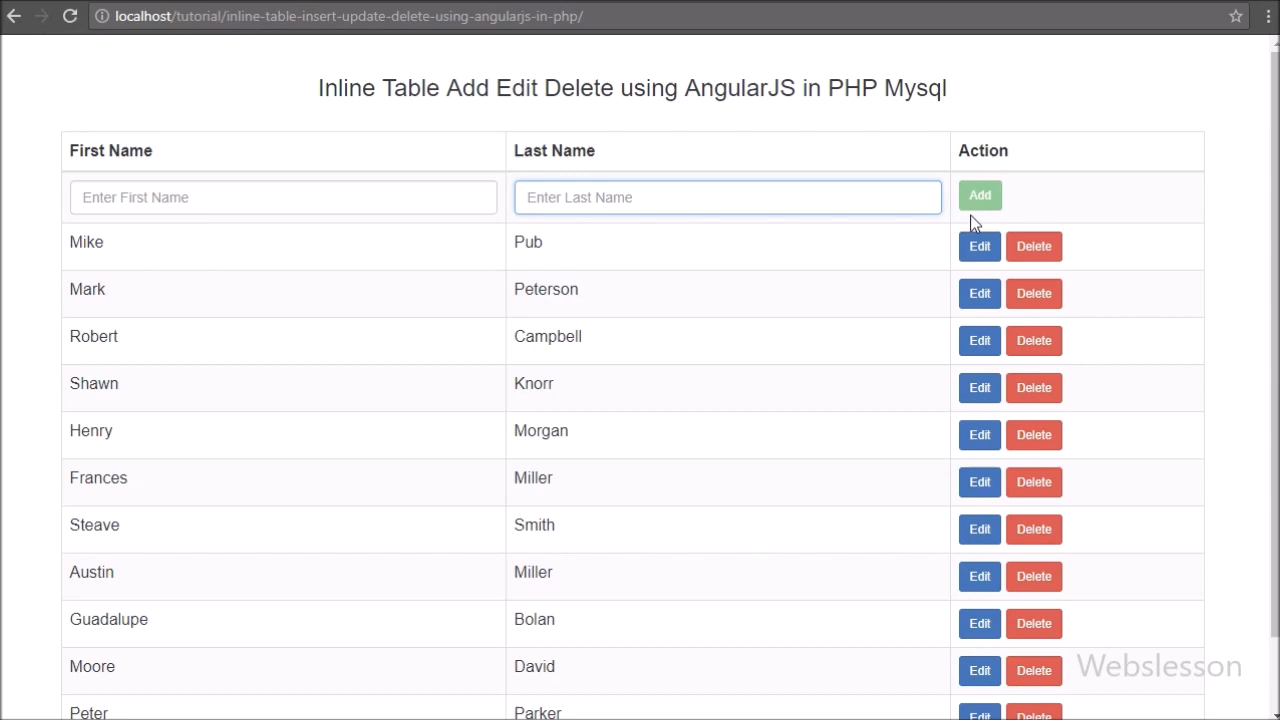 localhost/tutorial/inline-table-insert-update-delete-using-angularjs-in-php/
Inline Table Add Edit Delete using AngularJS in PHP Mysql
First Name Last Name Action
Enter First Name Enter Last Name Add
Mike Pub Edit Delete
Mark Peterson Edit Delete
Robert Campbell Edit Delete
Shawn Knorr Edit Delete
Henry Morgan Edit Delete
Frances Miller Edit Delete
Steave Smith Edit Delete
Austin Miller Edit Delete
Guadalupe Bolan Edit Delete
Moore David Edit Delete
Webslesson
Peter Parker Edit Delete